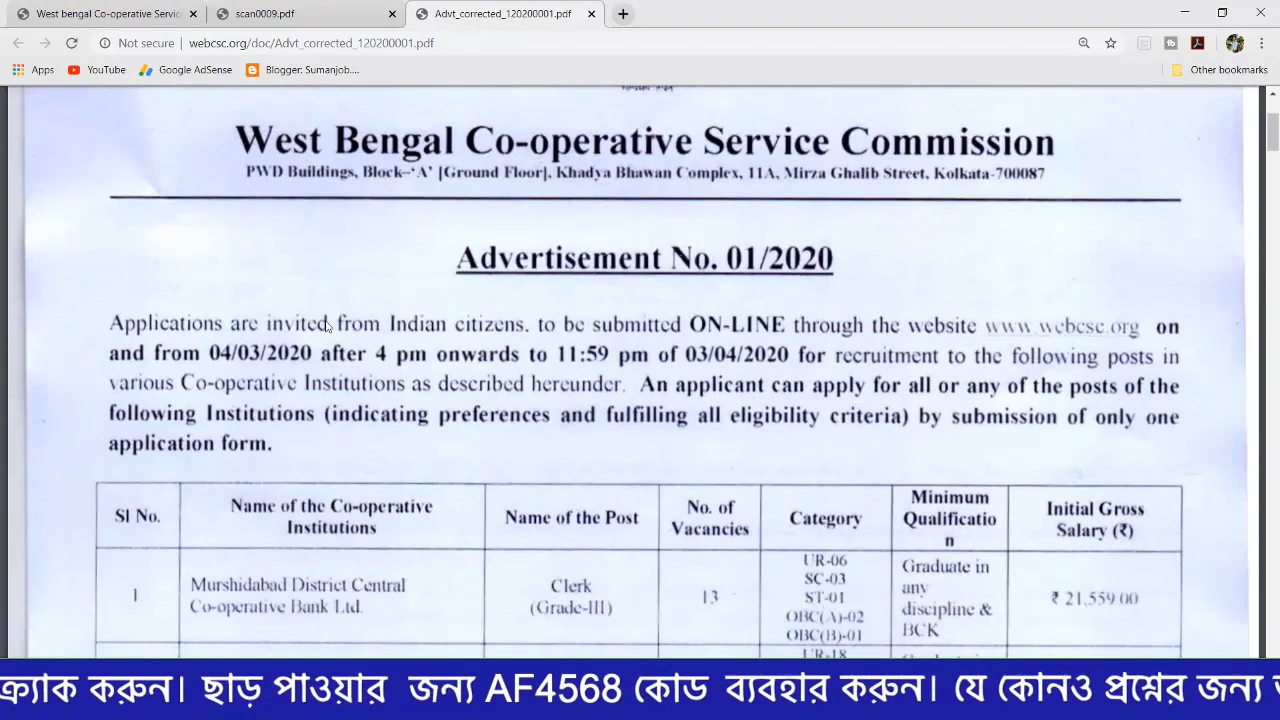 West bengal Co-operative Servic
scan0009.pdf
Advt_corrected_120200001.pdf
Not secure | webcsc.org/doc/Advt_corrected_120200001.pdf
Apps YouTube Google AdSense Blogger: Sumanjob.... Other bookmarks
West Bengal Co-operative Service Commission
PWD Buildings, Block–'A' [Ground Floor], Khadya Bhawan Complex, 11A, Mirza Ghalib Street, Kolkata-700087
Advertisement No. 01/2020
Applications are invited from Indian citizens, to be submitted ON-LINE through the website www.webcsc.org on
and from 04/03/2020 after 4 pm onwards to 11:59 pm of 03/04/2020 for recruitment to the following posts in
various Co-operative Institutions as described hereunder. An applicant can apply for all or any of the posts of the
following Institutions (indicating preferences and fulfilling all eligibility criteria) by submission of only one
application form.
Sl No.
Name of the Co-operative
Institutions
Name of the Post
No. of
Vacancies
Category
Minimum
Qualificatio
n
Initial Gross
Salary (₹)
1
Murshidabad District Central
Co-operative Bank Ltd.
Clerk
(Grade-III)
13
UR-06
SC-03
ST-01
OBC(A)-02
OBC(B)-01
Graduate in
any
discipline &
BCK
₹ 21,559.00
UR-18
ক্র্যাক করুন। ছাড় পাওয়ার জন্য AF4568 কোড ব্যবহার করুন। যে কোনও প্রশ্নের জন্য